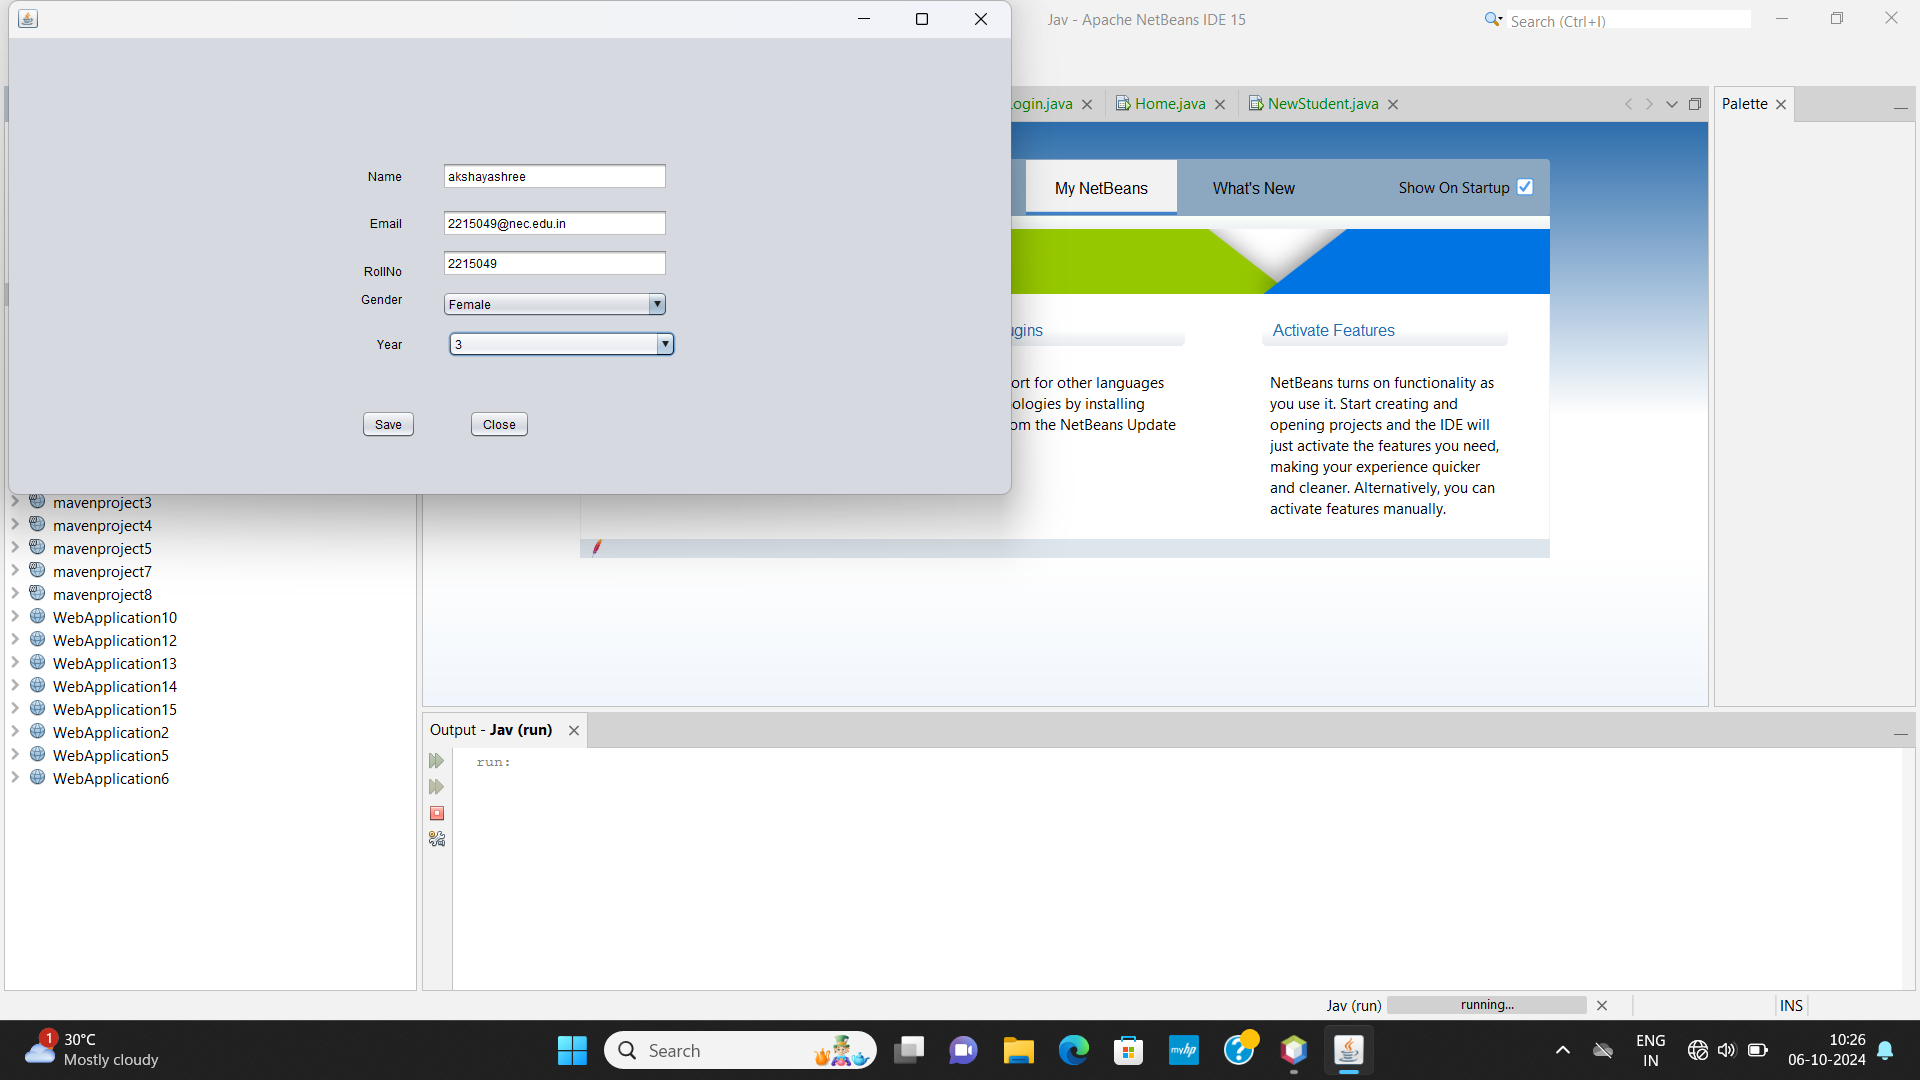 Jav - Apache NetBeans IDE 15
Search (Ctrl+I)
Login.java
Home.java
NewStudent.java
Palette
Name
akshayashree
Email
2215049@nec.edu.in
RollNo
2215049
Gender
Female
Year
3
Save
Close
My NetBeans
What's New
Show On Startup
ugins
Activate Features
ort for other languages
ologies by installing
om the NetBeans Update
NetBeans turns on functionality as
you use it. Start creating and
opening projects and the IDE will
just activate the features you need,
making your experience quicker
and cleaner. Alternatively, you can
activate features manually.
mavenproject3
mavenproject4
mavenproject5
mavenproject7
mavenproject8
WebApplication10
WebApplication12
WebApplication13
WebApplication14
WebApplication15
WebApplication2
WebApplication5
WebApplication6
Output - Jav (run)
run:
Jav (run)
running...
INS
1
30°C
Mostly cloudy
Search
myhp
ENG
IN
10:26
06-10-2024